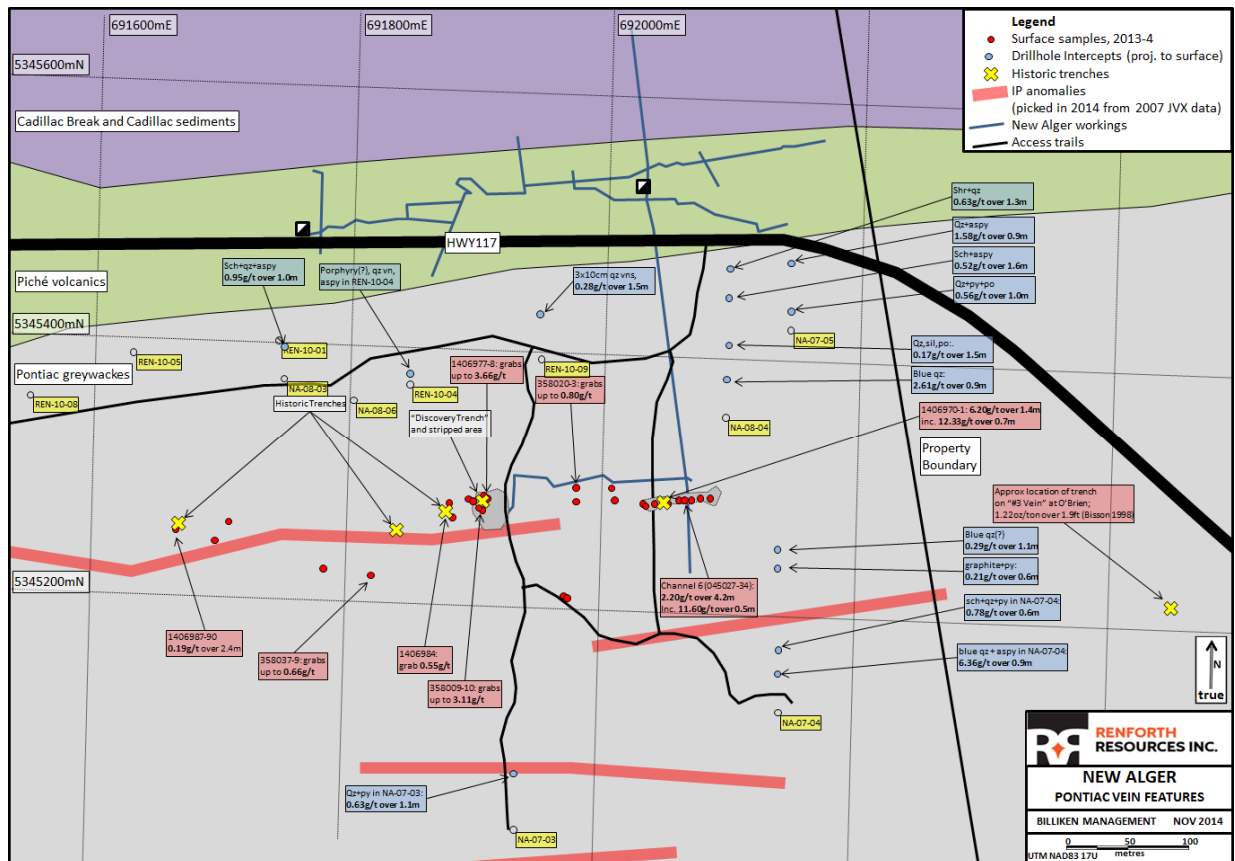 691600mE
691800mE
692000mE
Legend
Surface samples, 2013-4
Drillhole Intercepts (proj. to surface)
Historic trenches
IP anomalies
(picked in 2014 from 2007 JVX data)
New Alger workings
Access trails
5345600mN
Cadillac Break and Cadillac sediments
Shr+qz
0.63g/t over 1.3m
Qz+aspy
1.58g/t over 0.9m
HWY117
Sch+aspy
0.52g/t over 1.6m
Sch+qz+aspy
0.95g/t over 1.0m
Porphyry(?), qz vn,
aspy in REN-10-04
3x10cm qz vns,
0.28g/t over 1.5m
Piché volcanics
Qz+py+po
0.56g/t over 1.0m
5345400mN
NA-07-05
Qz,sil,po:.
0.17g/t over 1.5m
REN-10-01
REN-10-05
Pontiac greywackes
1406977-8: grabs
up to 3.66g/t
REN-10-09
358020-3: grabs
up to 0.80g/t
Blue qz:
2.61g/t over 0.9m
NA-08-03
REN-10-04
REN-10-08
HistoricTrenches
NA-08-06
"DiscoveryTrench"
and stripped area
NA-08-04
1406970-1: 6.20g/t over 1.4m
inc. 12.33g/t over 0.7m
Property
Boundary
Approx location of trench
on "#3 Vein" at O'Brien;
1.22oz/ton over 1.9ft (Bisson 1998)
Blue qz(?)
0.29g/t over 1.1m
graphite+py:
0.21g/t over 0.6m
5345200mN
Channel 6(045027-34):
2.20g/t over 4.2m
Inc. 11.60g/tover 0.5m
sch+qz+py in NA-07-04:
0.78g/t over 0.6m
1406987-90
0.19g/t over 2.4m
358037-9: grabs
up to 0.66g/t
1406984:
grab 0.55g/t
358009-10: grabs
up to 3.11g/t
blue qz + aspy in NA-07-04:
6.36g/t over 0.9m
N
true
NA-07-04
RENFORTH
RESOURCES INC.
NEW ALGER
PONTIAC VEIN FEATURES
Qz+py in NA-07-03:
0.63g/t over 1.1m
BILLIKEN MANAGEMENT NOV 2014
NA-07-03
0 50 100
UTM NAD83 17U metres